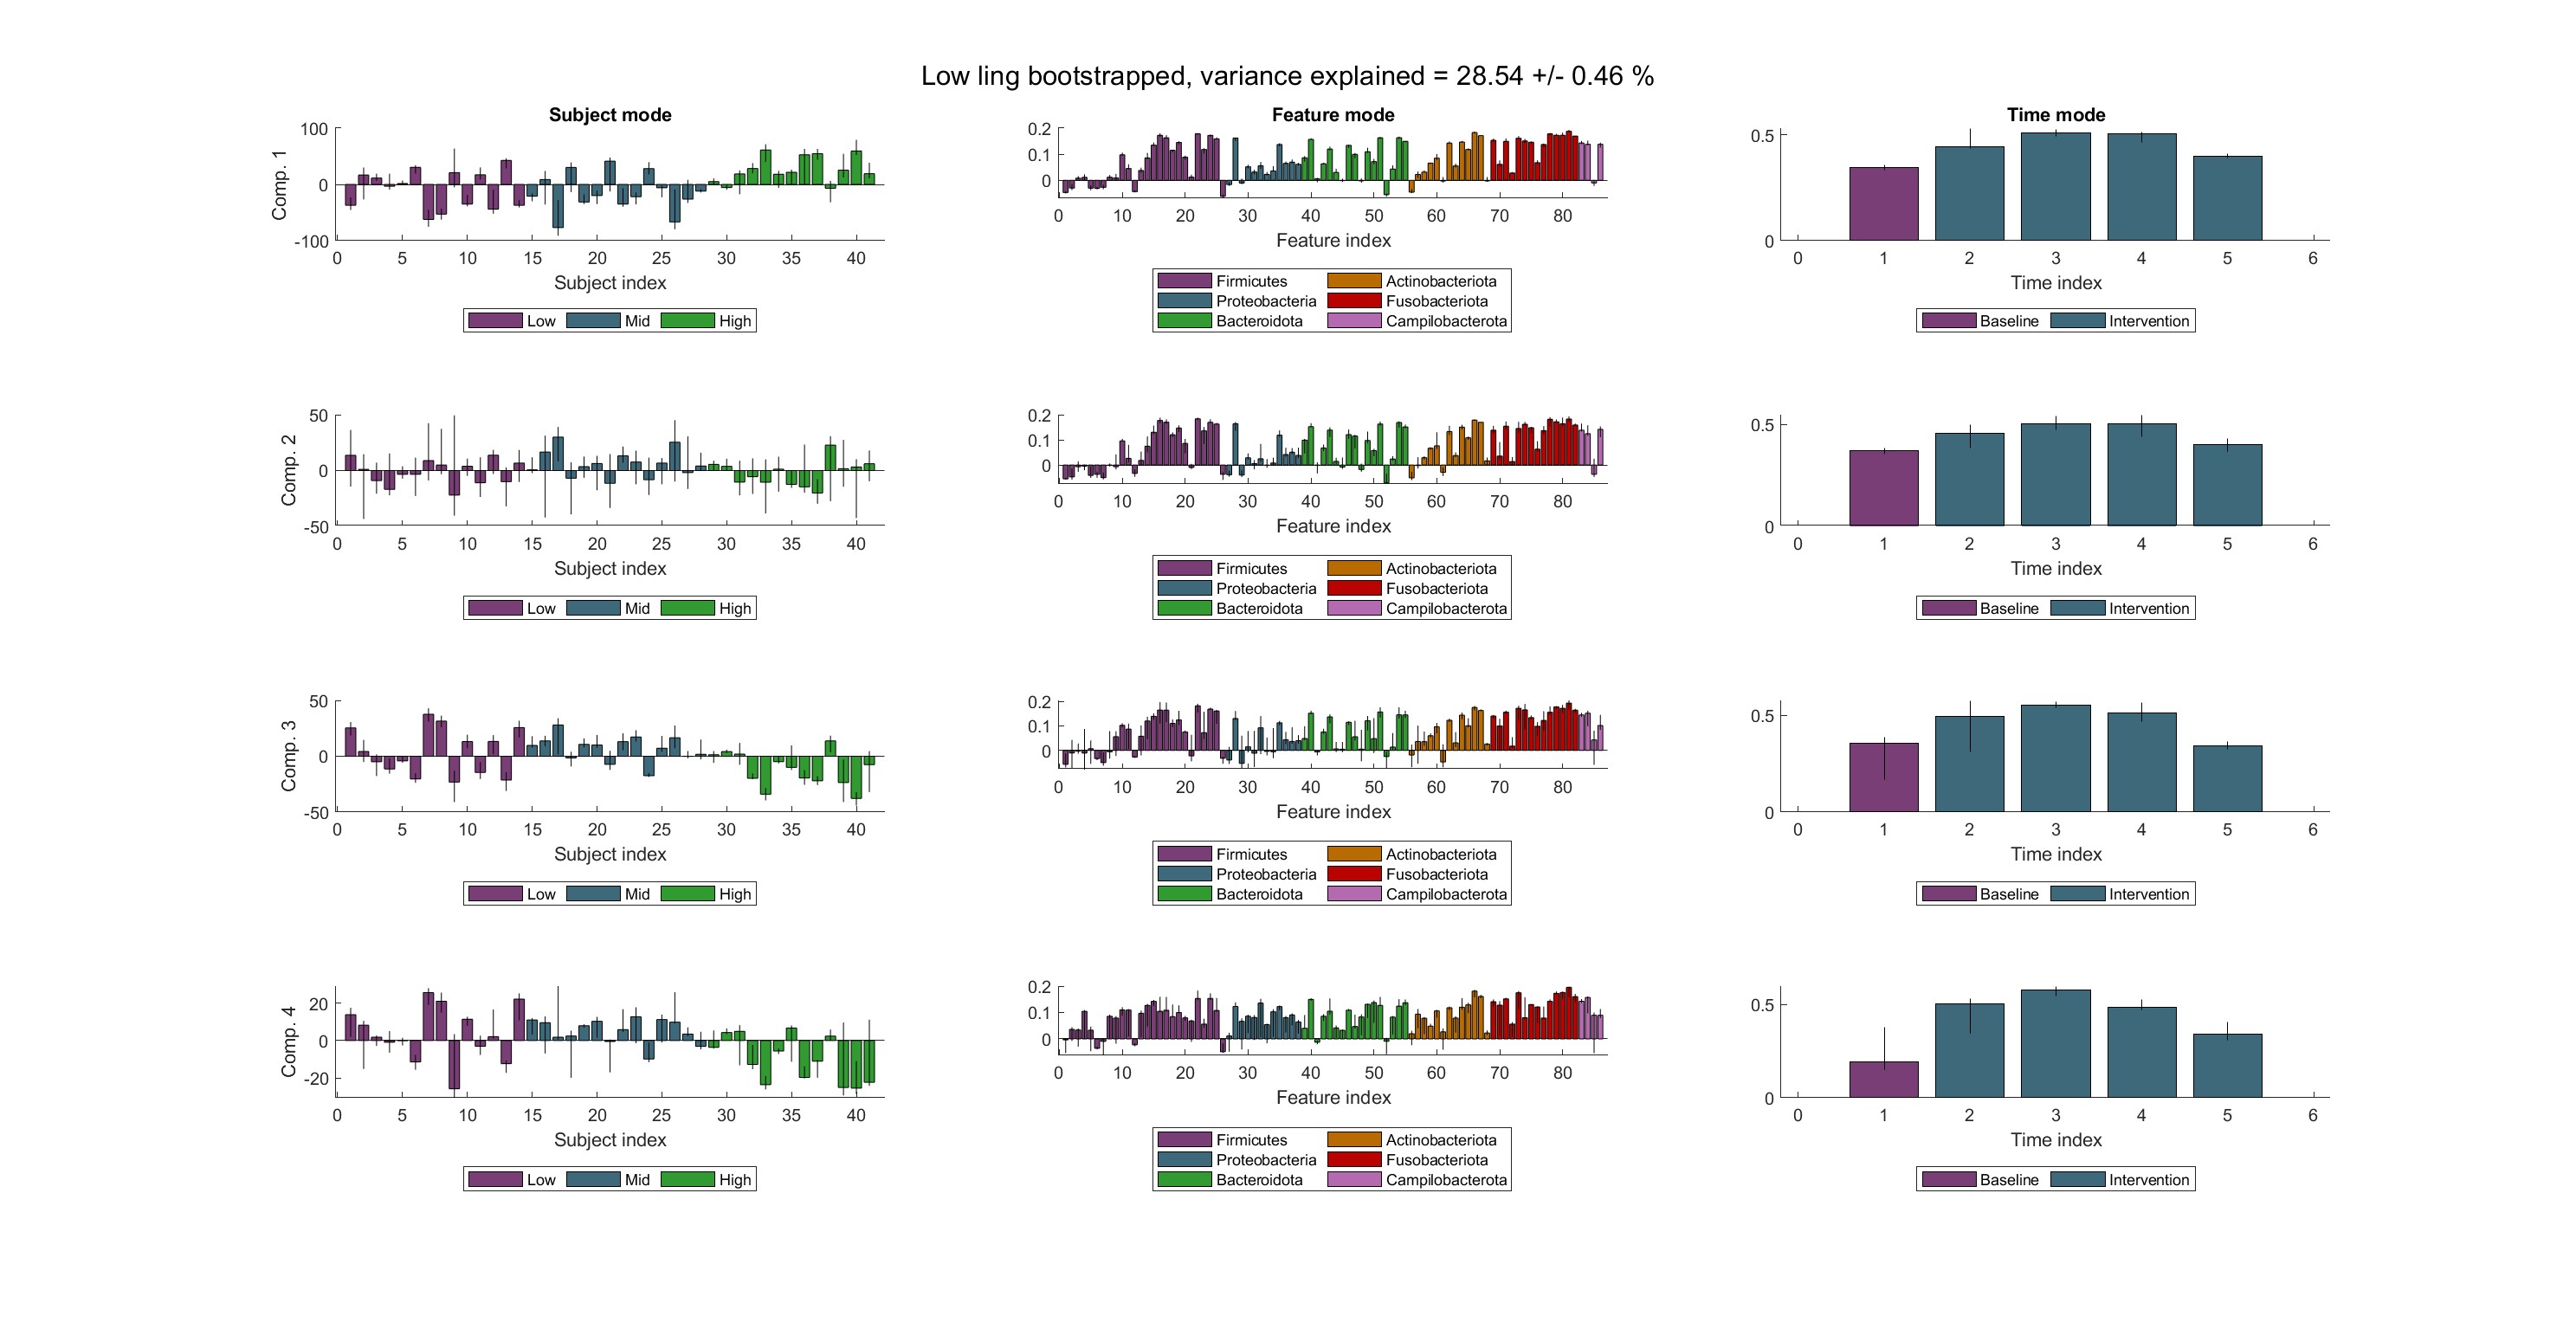 Low ling bootstrapped, variance explained = 28.54 +/- 0.46 %
Subject mode
Feature mode
Time mode
Comp. 1
100
0
-100
0 5 10 15 20 25 30 35 40
Subject index
Low Mid High
0.2
0.1
0
0 10 20 30 40 50 60 70 80
Feature index
Firmicutes Actinobacteriota
Proteobacteria Fusobacteriota
Bacteroidota Campilobacterota
0.5
0
0 1 2 3 4 5 6
Time index
Baseline Intervention
Comp. 2
50
0
-50
0 5 10 15 20 25 30 35 40
Subject index
Low Mid High
0.2
0.1
0
0 10 20 30 40 50 60 70 80
Feature index
Firmicutes Actinobacteriota
Proteobacteria Fusobacteriota
Bacteroidota Campilobacterota
0.5
0
0 1 2 3 4 5 6
Time index
Baseline Intervention
Comp. 3
50
0
-50
0 5 10 15 20 25 30 35 40
Subject index
Low Mid High
0.2
0.1
0
0 10 20 30 40 50 60 70 80
Feature index
Firmicutes Actinobacteriota
Proteobacteria Fusobacteriota
Bacteroidota Campilobacterota
0.5
0
0 1 2 3 4 5 6
Time index
Baseline Intervention
Comp. 4
20
0
-20
0 5 10 15 20 25 30 35 40
Subject index
Low Mid High
0.2
0.1
0
0 10 20 30 40 50 60 70 80
Feature index
Firmicutes Actinobacteriota
Proteobacteria Fusobacteriota
Bacteroidota Campilobacterota
0.5
0
0 1 2 3 4 5 6
Time index
Baseline Intervention